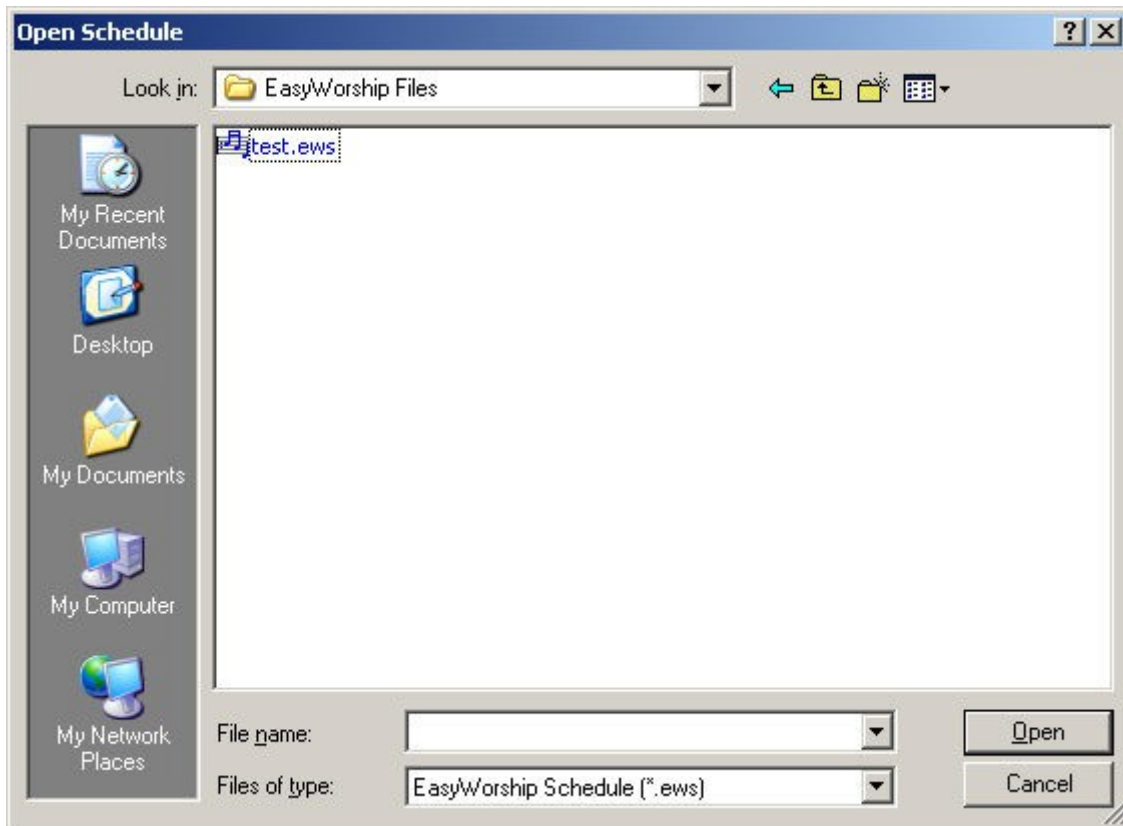 Open Schedule
Look in:
EasyWorship Files
test.ews
My Recent
Documents
Desktop
My Documents
My Computer
My Network
Places
File name:
Open
Files of type:
EasyWorship Schedule (*.ews)
Cancel